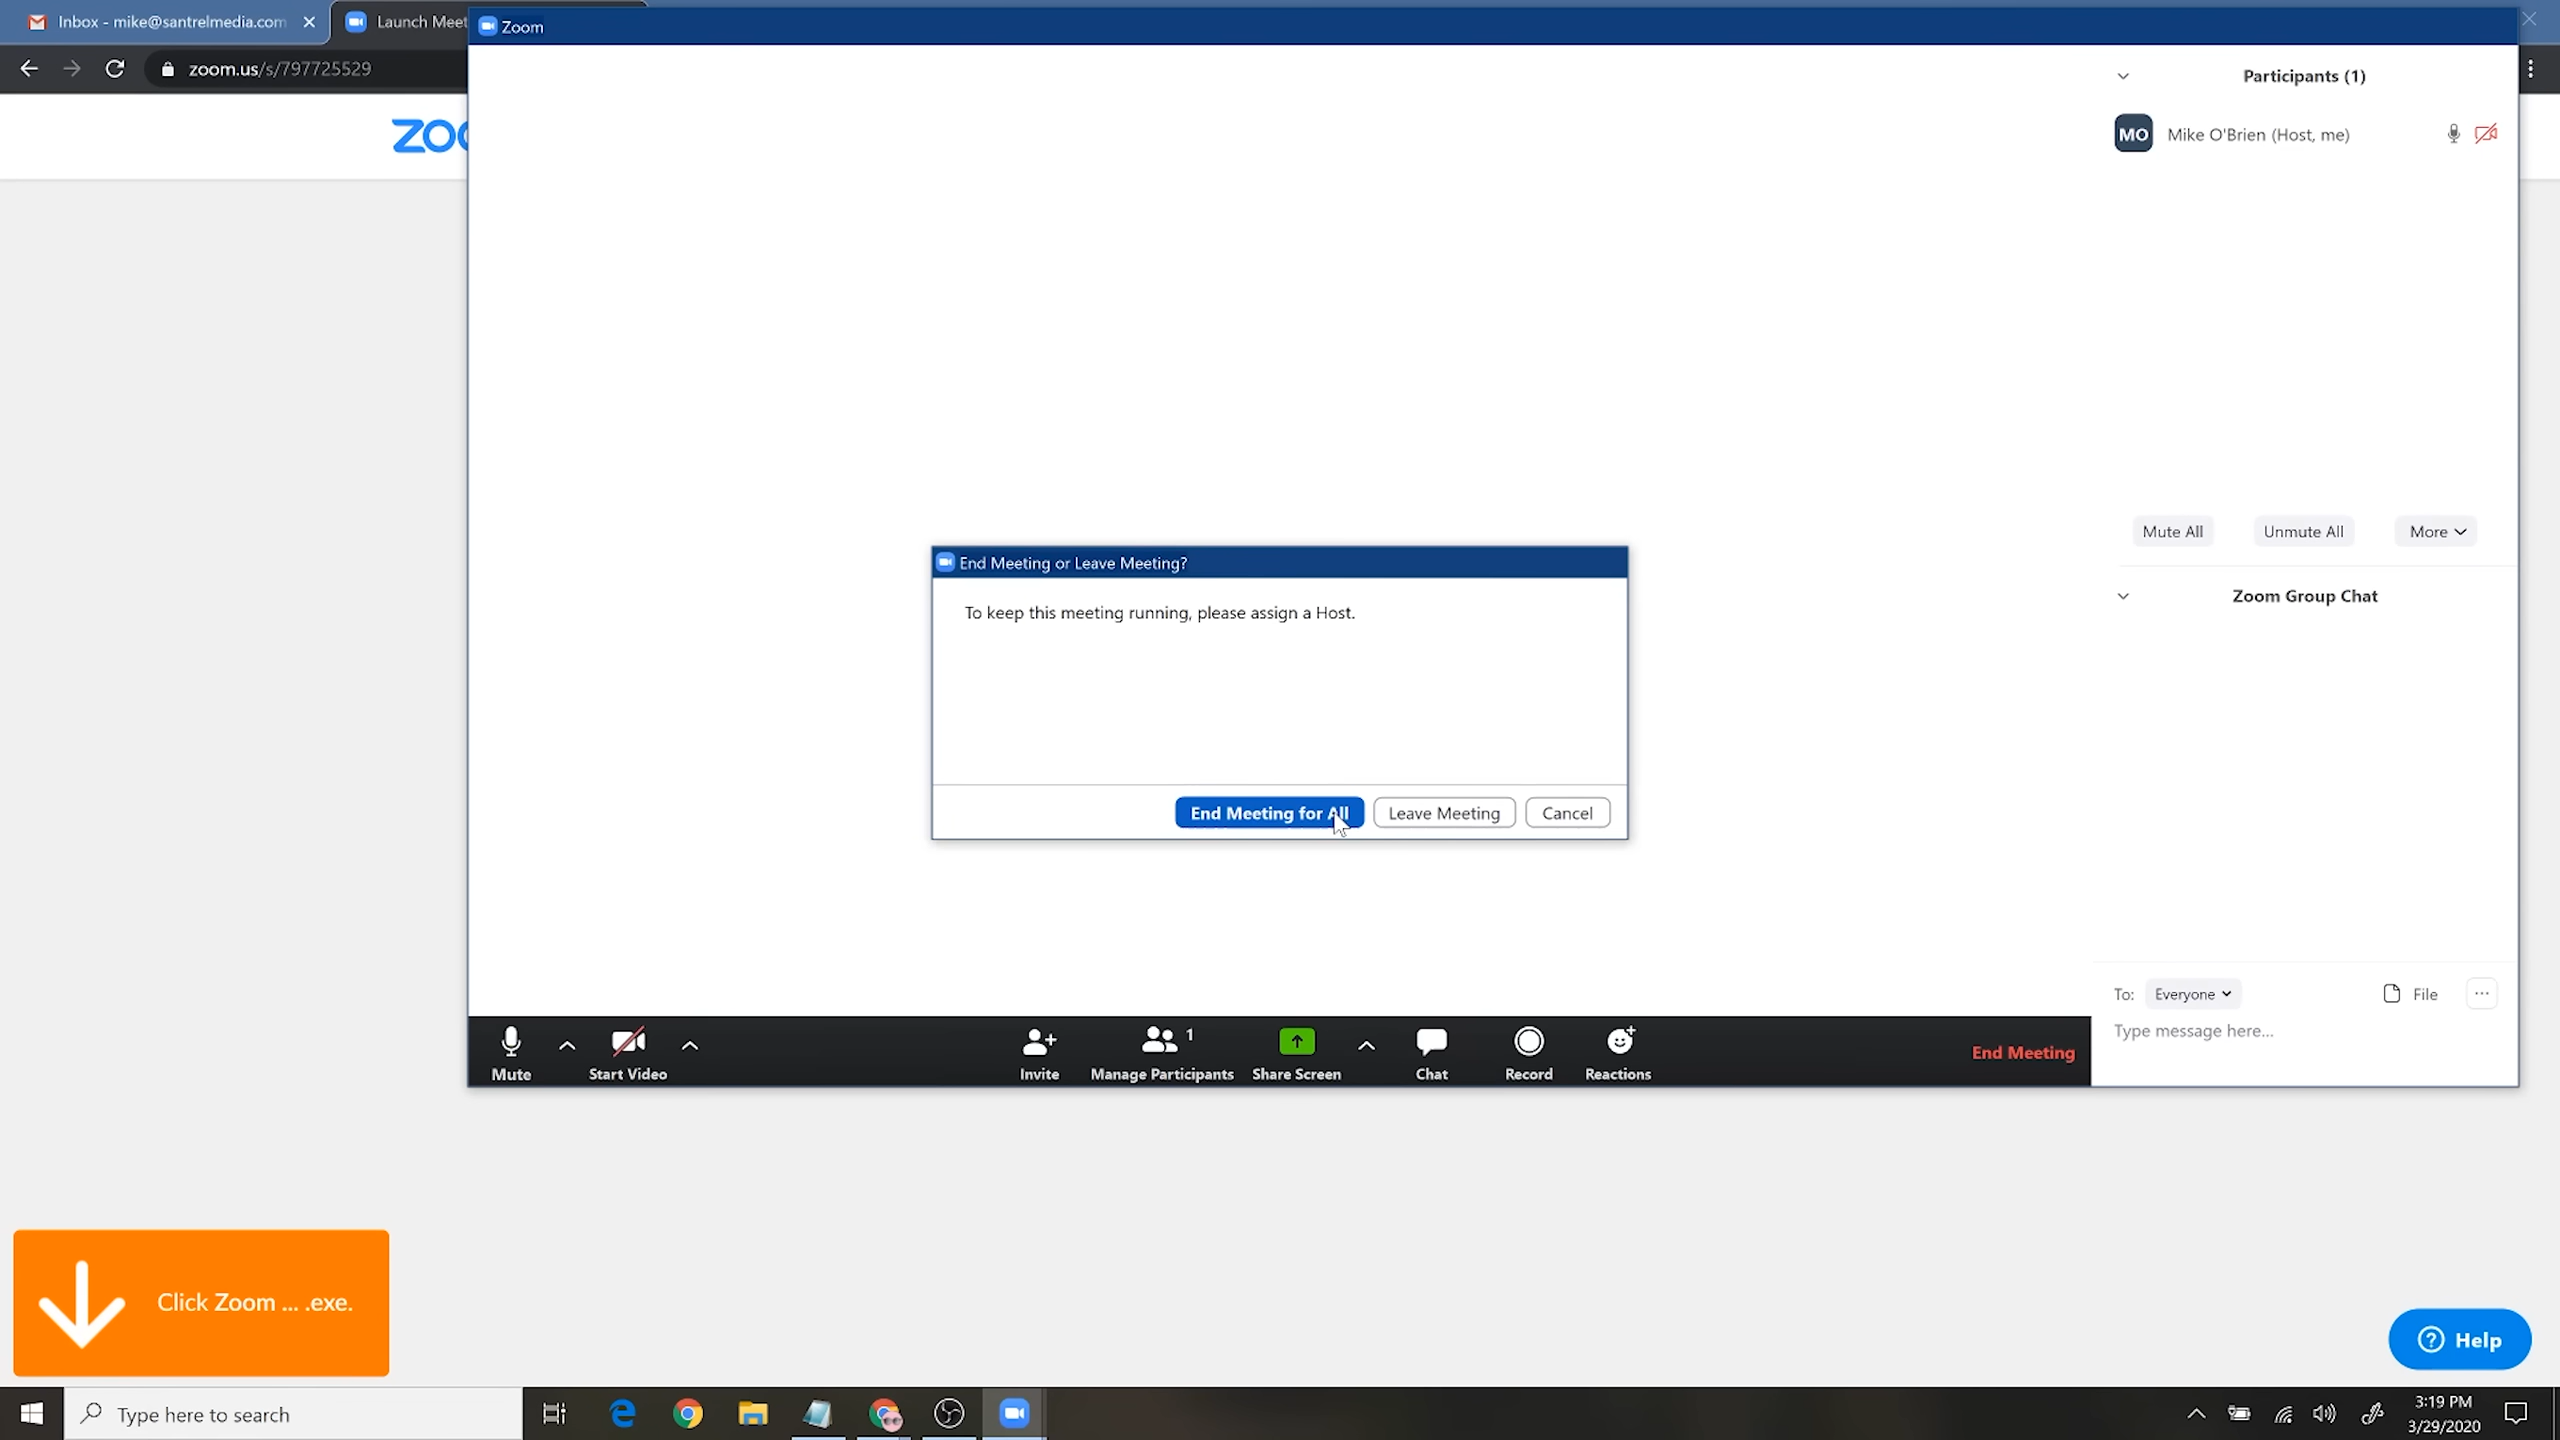 Inbox - mike@santrelmedia.com
Launch Meet
Zoom
zoom.us/s/797725529
Participants (1)
MO
Mike O'Brien (Host, me)
Mute All
Unmute All
More
End Meeting or Leave Meeting?
To keep this meeting running, please assign a Host.
End Meeting for All
Leave Meeting
Cancel
Zoom Group Chat
To:
Everyone
File
Type message here...
Mute
Start Video
Invite
1
Manage Participants
Share Screen
Chat
Record
Reactions
End Meeting
Click Zoom ... .exe.
Help
Type here to search
3:19 PM
3/29/2020